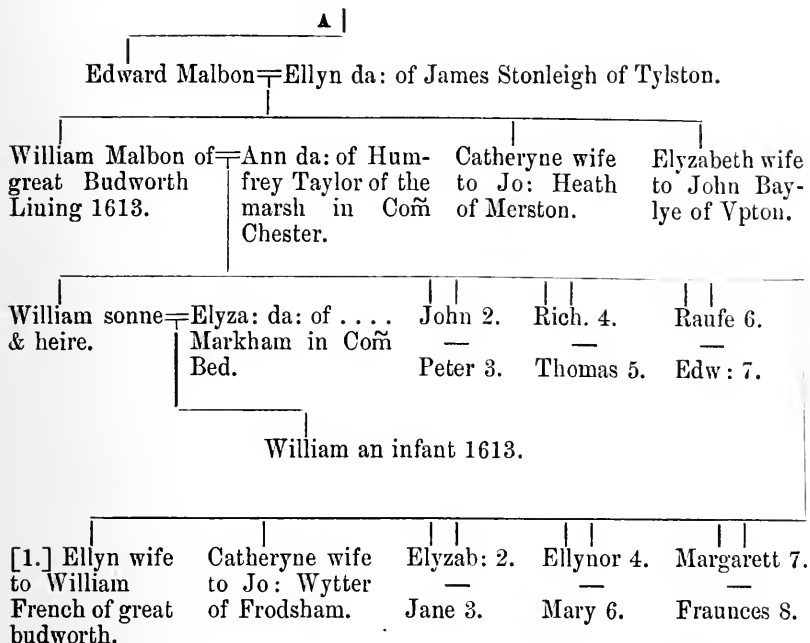 A
Edward Malbon=Ellyn da: of James Stonleigh of Tylston.
William Malbon of=Ann da: of Hum-
great Budworth frey Taylor of the
Liuing 1613. marsh in Com̃
Chester.
Catheryne wife
to Jo: Heath
of Merston.
Elyzabeth wife
to John Bay-
lye of Vpton.
William sonne=Elyza: da: of ....
& heire. Markham in Com̃
Bed.
John 2.
—
Peter 3.
Rich. 4.
—
Thomas 5.
Raufe 6.
—
Edw: 7.
William an infant 1613.
[1.] Ellyn wife
to William
French of great
budworth.
Catheryne wife
to Jo: Wytter
of Frodsham.
Elyzab: 2.
—
Jane 3.
Ellynor 4.
—
Mary 6.
Margarett 7.
—
Fraunces 8.